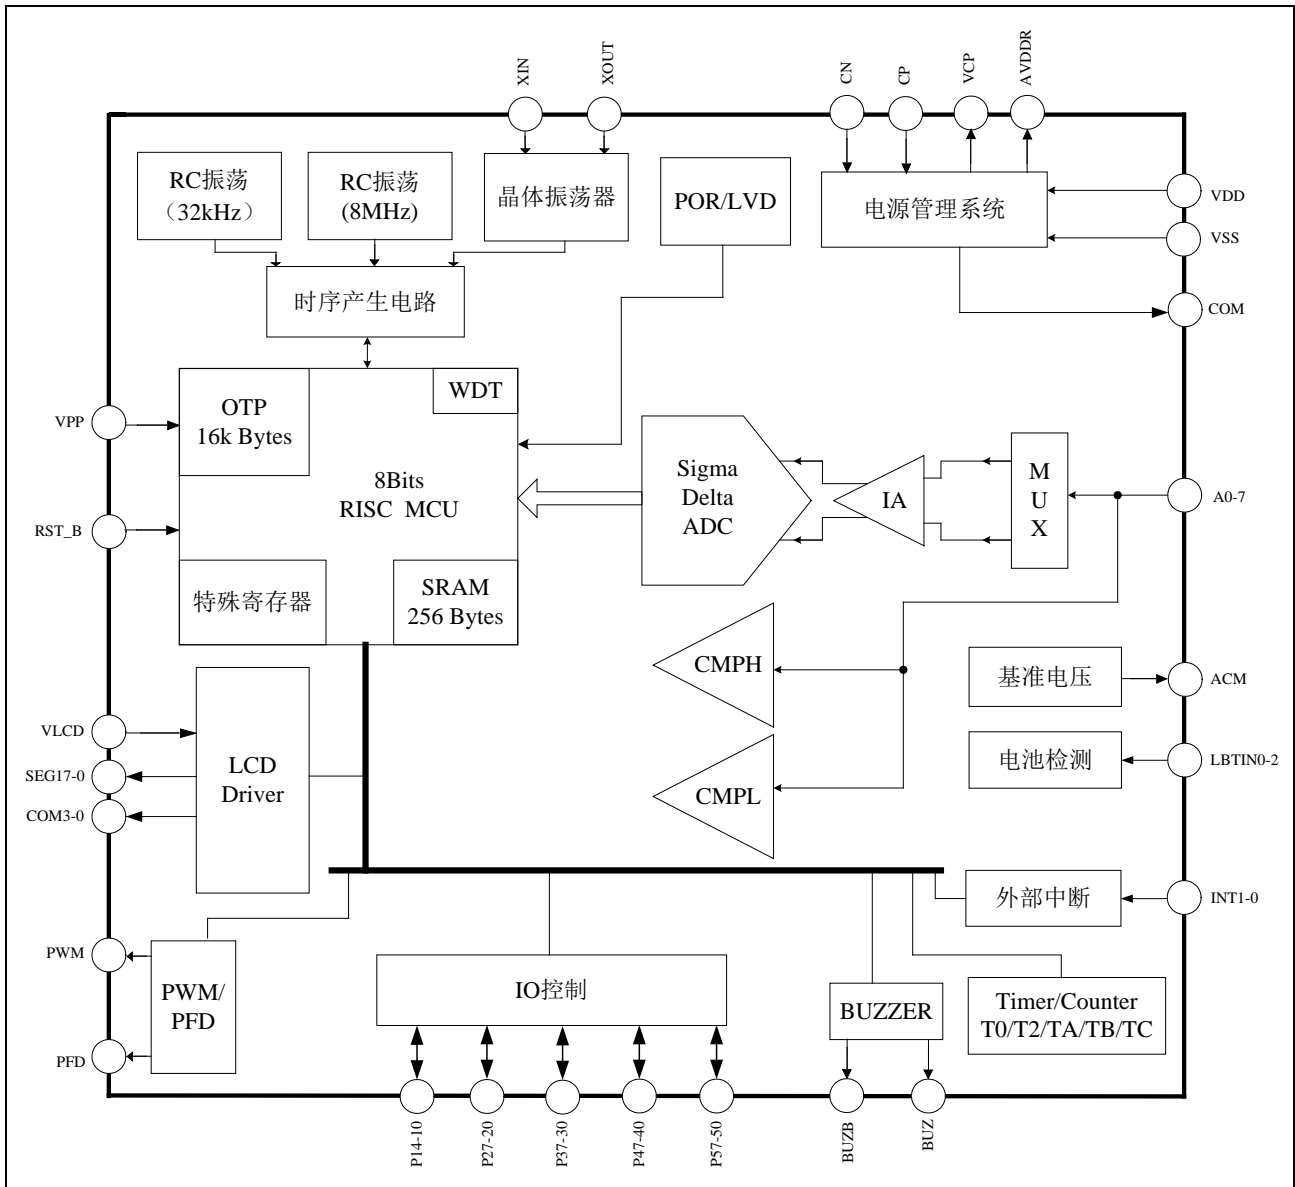 XIN
XOUT
CN
CP
VCP
AVDDR
RC振荡
（32kHz）
RC振荡
(8MHz)
晶体振荡器
POR/LVD
电源管理系统
VDD
VSS
COM
时序产生电路
VPP
RST_B
OTP
16k Bytes
WDT
8Bits
RISC MCU
特殊寄存器
SRAM
256 Bytes
Sigma
Delta
ADC
IA
M
U
X
A0-7
CMPH
CMPL
基准电压
ACM
电池检测
LBTIN0-2
VLCD
SEG17-0
COM3-0
LCD
Driver
外部中断
INT1-0
PWM
PFD
PWM/
PFD
IO控制
BUZZER
Timer/Counter
T0/T2/TA/TB/TC
P14-10
P27-20
P37-30
P47-40
P57-50
BUZB
BUZ